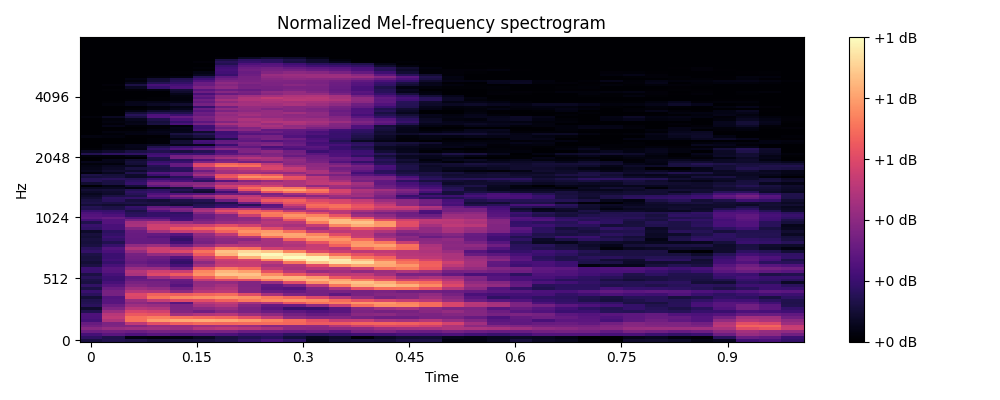 Normalized Mel-frequency spectrogram
Hz
4096
2048
1024
512
0
0 0.15 0.3 0.45 0.6 0.75 0.9
Time
+1 dB
+1 dB
+1 dB
+0 dB
+0 dB
+0 dB